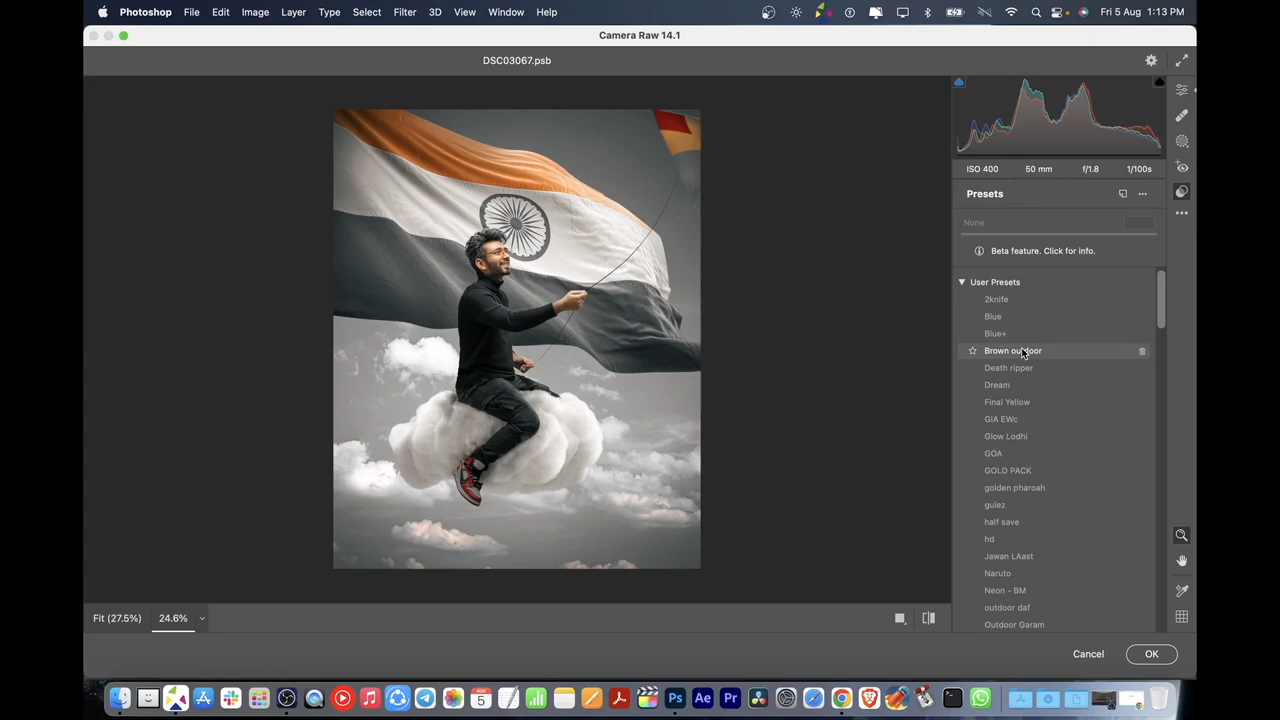 Photoshop File Edit Image Layer Type Select Filter 3D View Window Help Fri 5 Aug 1:13 PM
Camera Raw 14.1
DSC03067.psb
ISO 400 50 mm f/1.8 1/100s
Presets
None
Beta feature. Click for info.
User Presets
2knife
Blue
Blue+
Brown outdoor
Death ripper
Dream
Final Yellow
GIA EWc
Glow Lodhi
GOA
GOLD PACK
golden pharoah
gulez
half save
hd
Jawan LAast
Naruto
Neon - BM
outdoor daf
Outdoor Garam
Fit (27.5%) 24.6%
Cancel OK
5
Ps Ae Pr